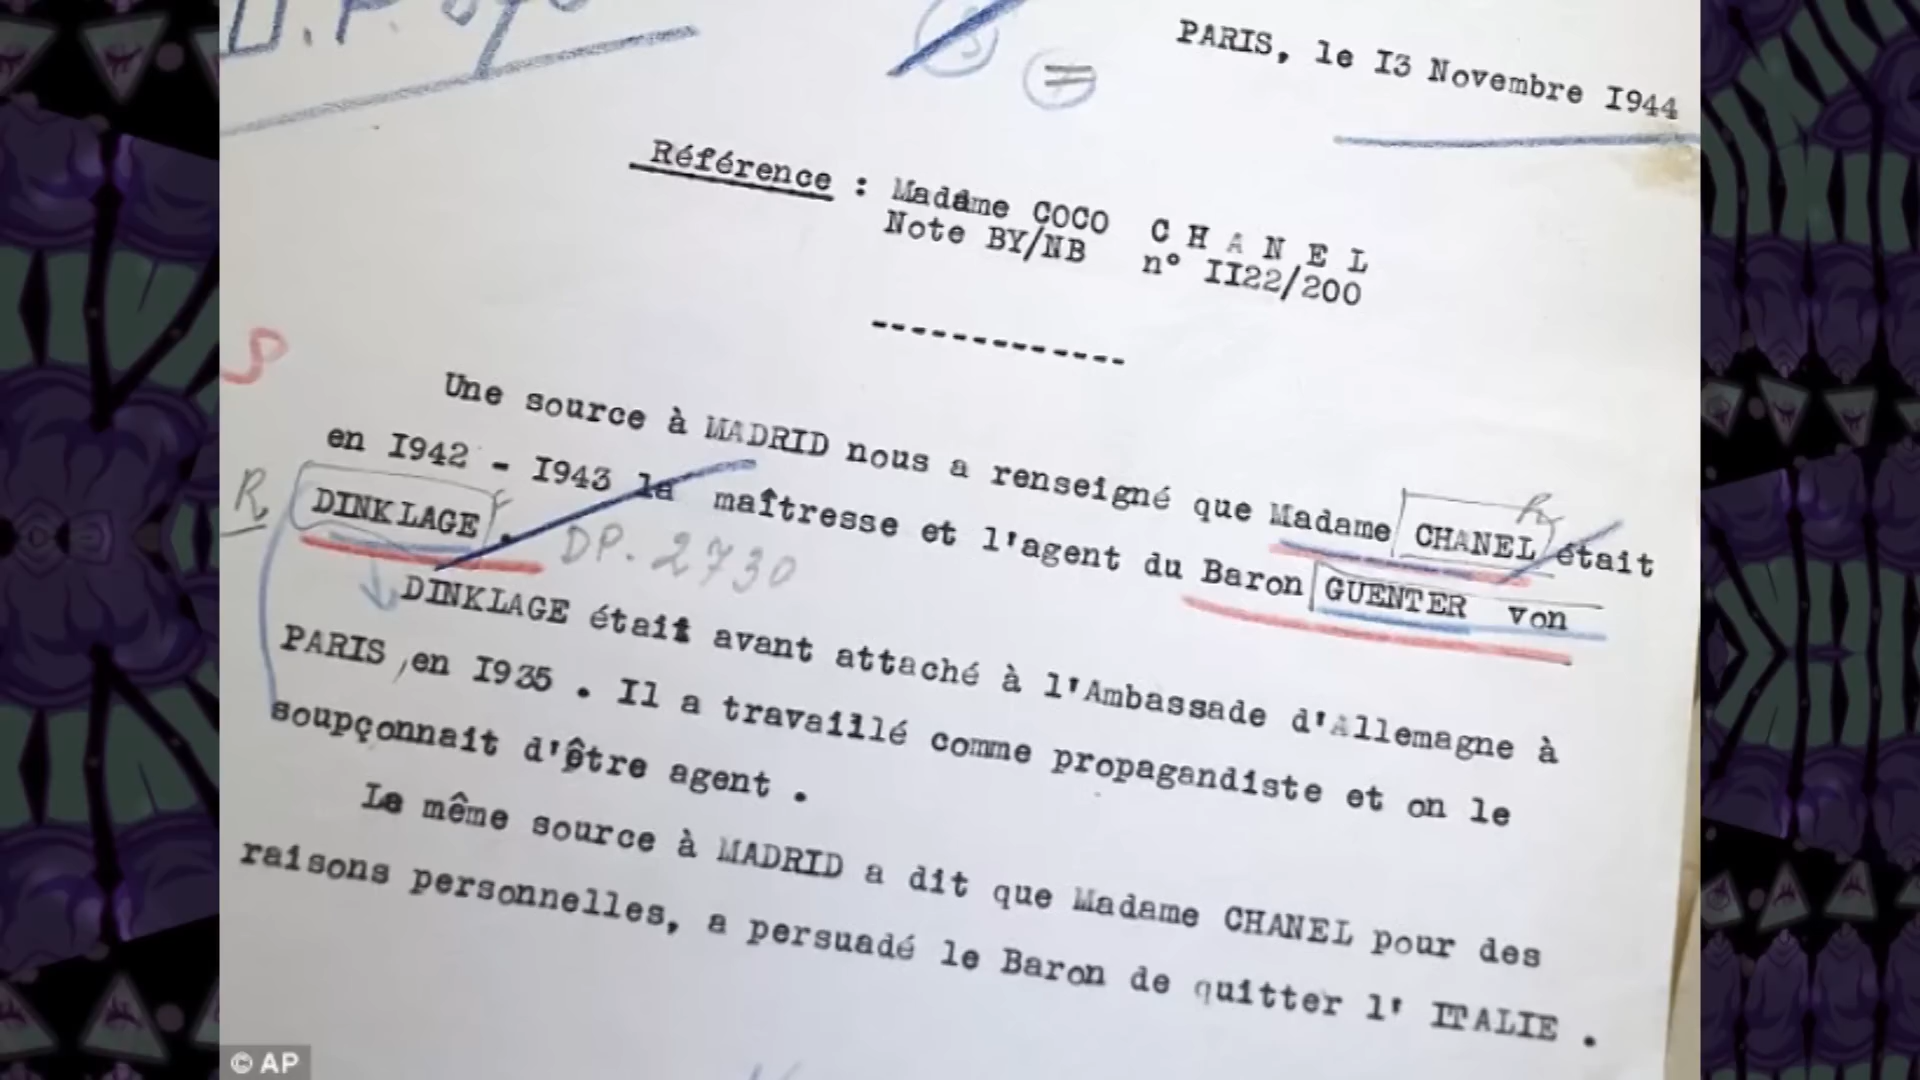 PARIS, le I3 Novembre I944
Référence : Madame COCO C H A N E L
Note BY/NB n° II22/200
-------------
Une source à MADRID nous a renseigné que Madame CHANEL était
en I942 - I943 la maîtresse et l'agent du Baron GUENTER von
R DINKLAGE . DP. 2730
DINKLAGE était avant attaché à l'Ambassade d'Allemagne à
PARIS ,en I935 . Il a travaillé comme propagandiste et on le
soupçonnait d'être agent .
La même source à MADRID a dit que Madame CHANEL pour des
raisons personnelles, a persuadé le Baron de quitter l' ITALIE .
© AP